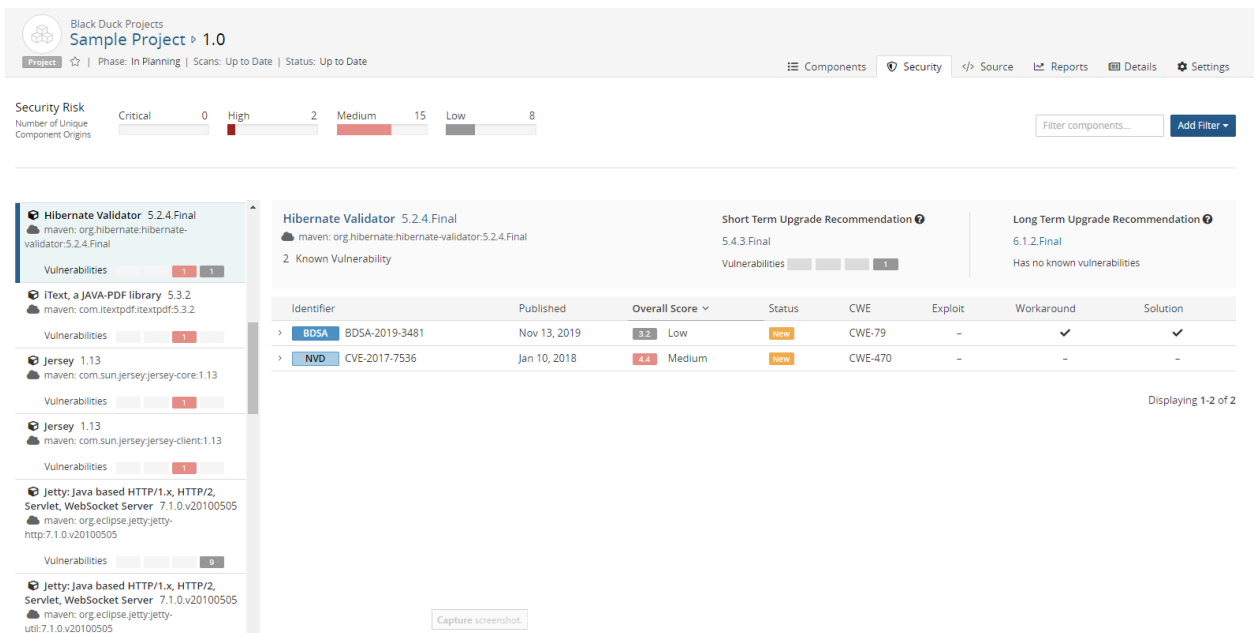 Black Duck Projects
Sample Project 1.0
Project | Phase: In Planning | Scans: Up to Date | Status: Up to Date
Components Security </> Source Reports Details Settings
Security Risk
Number of Unique
Component Origins
Critical 0 High 2 Medium 15 Low 8
Filter components... Add Filter
Hibernate Validator 5.2.4.Final
maven: org.hibernate:hibernate-
validator:5.2.4.Final
Vulnerabilities 1 1
iText, a JAVA-PDF library 5.3.2
maven: com.itextpdf:itextpdf:5.3.2
Vulnerabilities 1
Jersey 1.13
maven: com.sun.jersey:jersey-core:1.13
Vulnerabilities 1
Jersey 1.13
maven: com.sun.jersey:jersey-client:1.13
Vulnerabilities 1
Jetty: Java based HTTP/1.x, HTTP/2,
Servlet, WebSocket Server 7.1.0.v20100505
maven: org.eclipse.jetty:jetty-
http:7.1.0.v20100505
Vulnerabilities 9
Jetty: Java based HTTP/1.x, HTTP/2,
Servlet, WebSocket Server 7.1.0.v20100505
maven: org.eclipse.jetty:jetty-
util:7.1.0.v20100505
Hibernate Validator 5.2.4.Final
maven: org.hibernate:hibernate-validator:5.2.4.Final
2 Known Vulnerability
Short Term Upgrade Recommendation
5.4.3.Final
Vulnerabilities 1
Long Term Upgrade Recommendation
6.1.2.Final
Has no known vulnerabilities
Identifier Published Overall Score Status CWE Exploit Workaround Solution
BDSA BDSA-2019-3481 Nov 13, 2019 3.2 Low New CWE-79 – ✔ ✔
NVD CVE-2017-7536 Jan 10, 2018 4.4 Medium New CWE-470 – – –
Displaying 1-2 of 2
Capture screenshot.